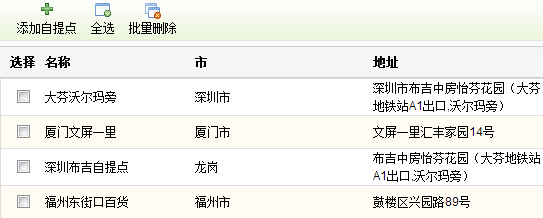 添加自提点 全选 批量删除
选择 名称 市 地址
大芬沃尔玛旁 深圳市 深圳市布吉中房怡芬花园（大芬
地铁站A1出口,沃尔玛旁）
厦门文屏一里 厦门市 文屏一里汇丰家园14号
深圳布吉自提点 龙岗 布吉中房怡芬花园（大芬地铁站
A1出口,沃尔玛旁）
福州东街口百货 福州市 鼓楼区兴园路89号